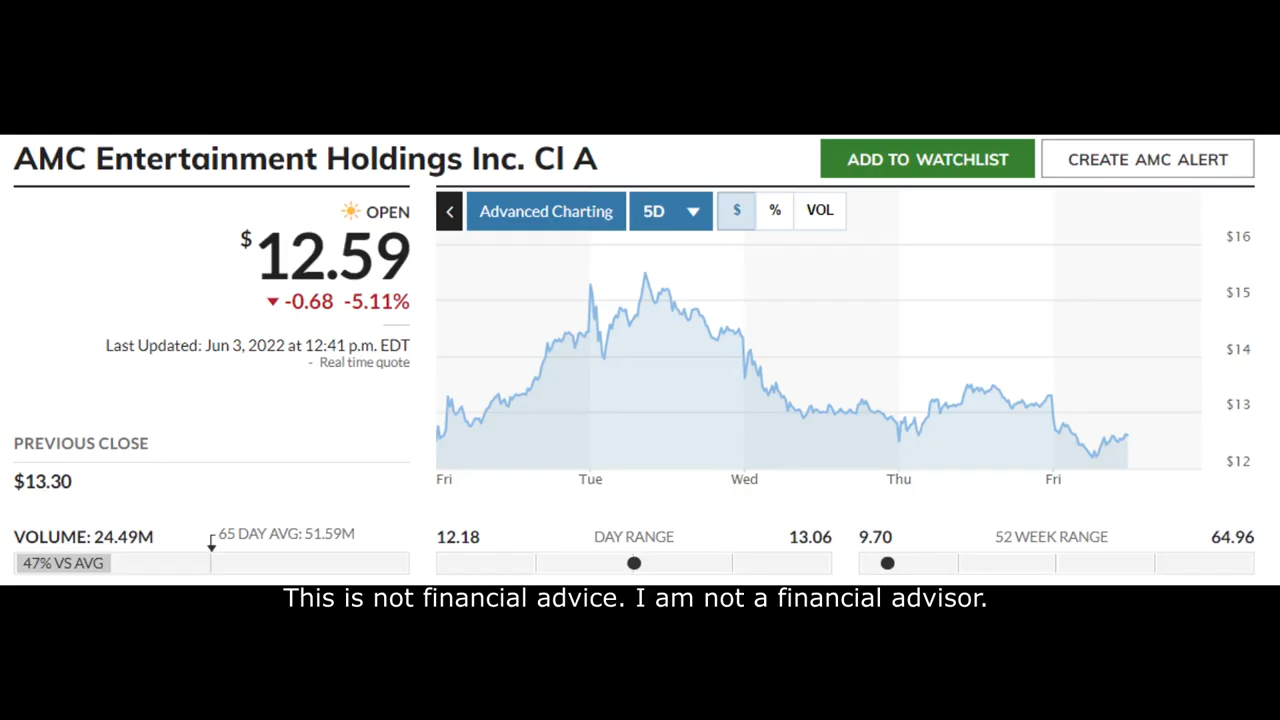 AMC Entertainment Holdings Inc. Cl A
ADD TO WATCHLIST
CREATE AMC ALERT
OPEN
$12.59
-0.68 -5.11%
Last Updated: Jun 3, 2022 at 12:41 p.m. EDT
- Real time quote
PREVIOUS CLOSE
$13.30
VOLUME: 24.49M
65 DAY AVG: 51.59M
47% VS AVG
Advanced Charting
5D
$
%
VOL
$16
$15
$14
$13
$12
Fri Tue Wed Thu Fri
12.18 DAY RANGE 13.06
9.70 52 WEEK RANGE 64.96
This is not financial advice. I am not a financial advisor.